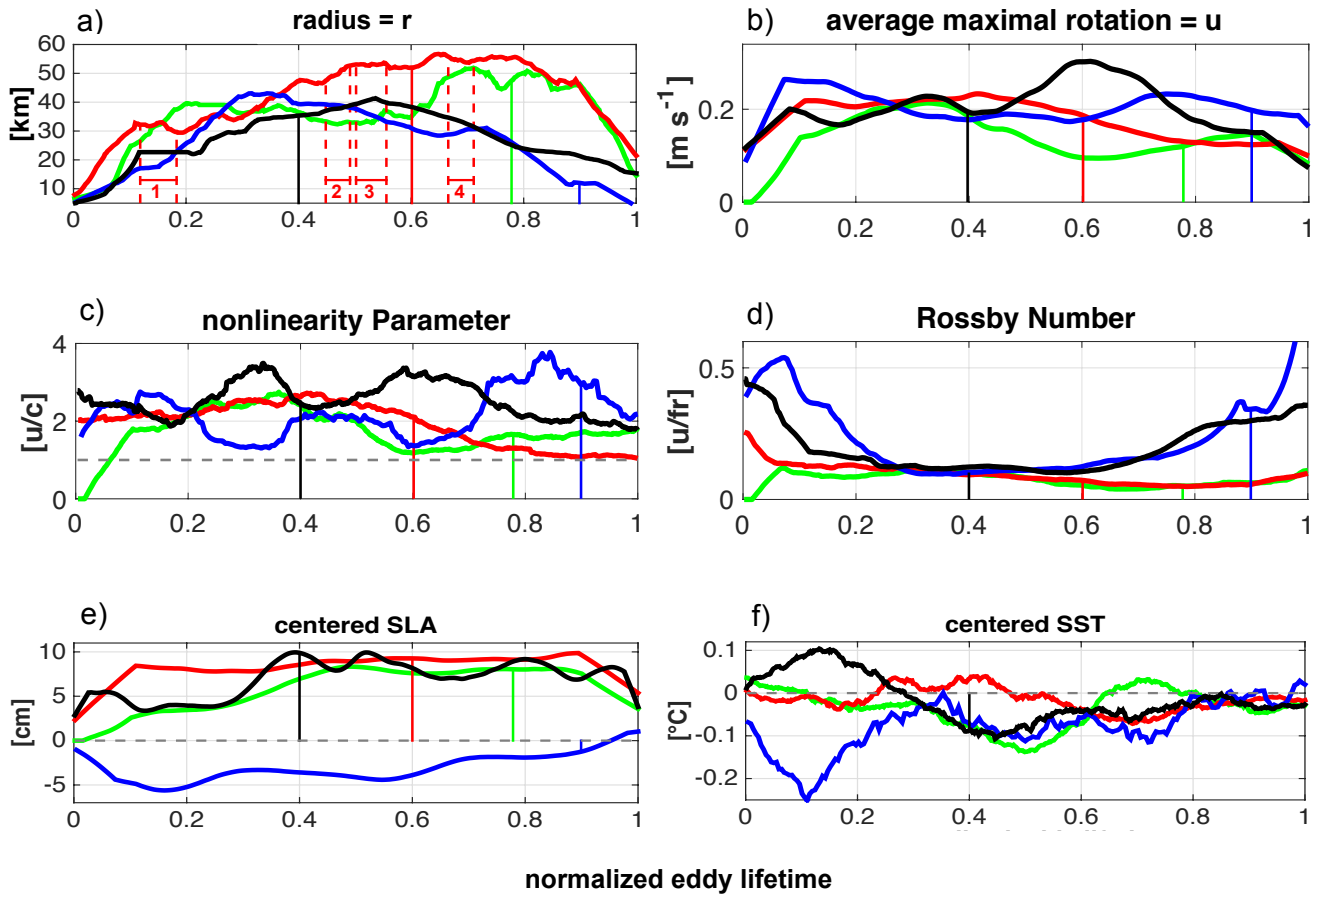 a) radius = r
60
50
40
30
20
10
[km]
1 2 3 4
0 0.2 0.4 0.6 0.8 1
b) average maximal rotation = u
0.2
0
[m s-1]
0 0.2 0.4 0.6 0.8 1
c) nonlinearity Parameter
4
2
0
[u/c]
0 0.2 0.4 0.6 0.8 1
d) Rossby Number
0.5
0
[u/fr]
0 0.2 0.4 0.6 0.8 1
e) centered SLA
10
5
0
-5
[cm]
0 0.2 0.4 0.6 0.8 1
f) centered SST
0.1
0
-0.1
-0.2
[°C]
0 0.2 0.4 0.6 0.8 1
normalized eddy lifetime